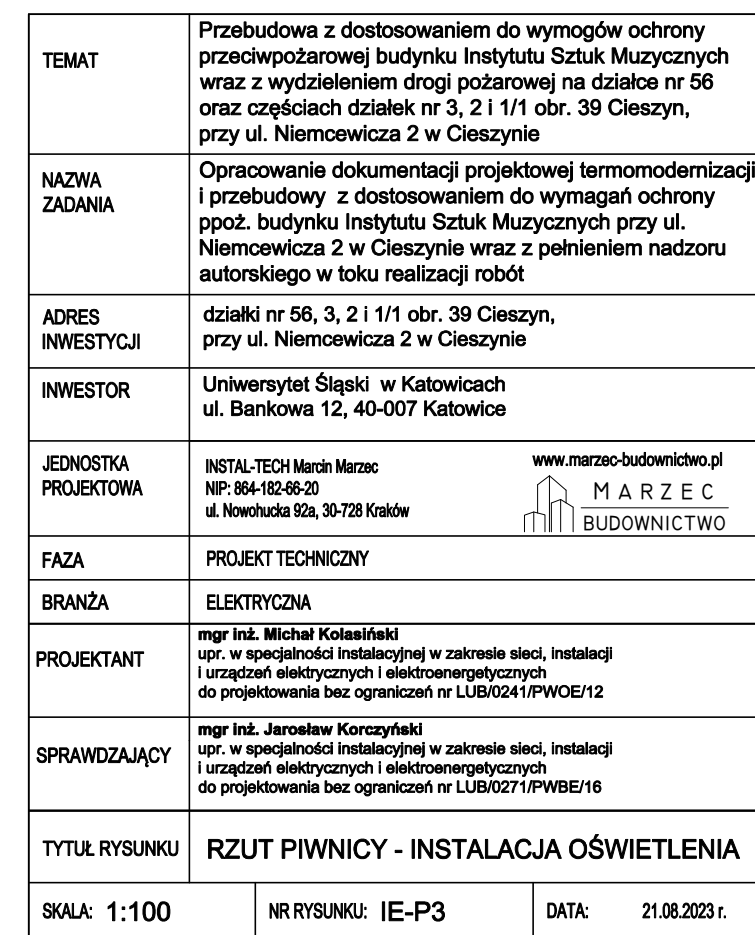 TEMAT
Przebudowa z dostosowaniem do wymogów ochrony
przeciwpożarowej budynku Instytutu Sztuk Muzycznych
wraz z wydzieleniem drogi pożarowej na działce nr 56
oraz częściach działek nr 3, 2 i 1/1 obr. 39 Cieszyn,
przy ul. Niemcewicza 2 w Cieszynie
NAZWA
ZADANIA
Opracowanie dokumentacji projektowej termomodernizacji
i przebudowy z dostosowaniem do wymagań ochrony
ppoż. budynku Instytutu Sztuk Muzycznych przy ul.
Niemcewicza 2 w Cieszynie wraz z pełnieniem nadzoru
autorskiego w toku realizacji robót
ADRES
INWESTYCJI
działki nr 56, 3, 2 i 1/1 obr. 39 Cieszyn,
przy ul. Niemcewicza 2 w Cieszynie
INWESTOR
Uniwersytet Śląski w Katowicach
ul. Bankowa 12, 40-007 Katowice
JEDNOSTKA
PROJEKTOWA
INSTAL-TECH Marcin Marzec
NIP: 864-182-66-20
ul. Nowohucka 92a, 30-728 Kraków
www.marzec-budownictwo.pl
MARZEC
BUDOWNICTWO
FAZA
PROJEKT TECHNICZNY
BRANŻA
ELEKTRYCZNA
PROJEKTANT
mgr inż. Michał Kolasiński
upr. w specjalności instalacyjnej w zakresie sieci, instalacji
i urządzeń elektrycznych i elektroenergetycznych
do projektowania bez ograniczeń nr LUB/0241/PWOE/12
SPRAWDZAJĄCY
mgr inż. Jarosław Korczyński
upr. w specjalności instalacyjnej w zakresie sieci, instalacji
i urządzeń elektrycznych i elektroenergetycznych
do projektowania bez ograniczeń nr LUB/0271/PWBE/16
TYTUŁ RYSUNKU
RZUT PIWNICY - INSTALACJA OŚWIETLENIA
SKALA: 1:100
NR RYSUNKU: IE-P3
DATA: 21.08.2023 r.